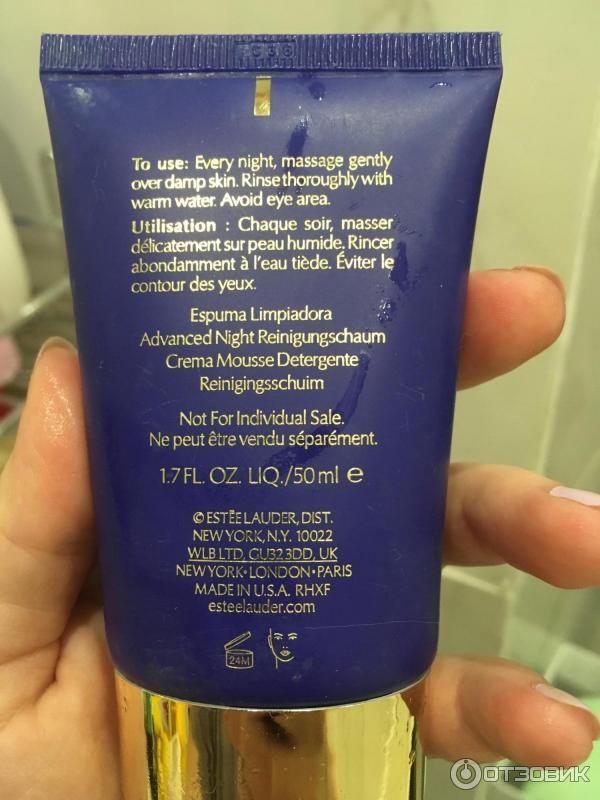 To use: Every night, massage gently
over damp skin. Rinse thoroughly with
warm water. Avoid eye area.
Utilisation : Chaque soir, masser
délicatement sur peau humide. Rincer
abondamment à l'eau tiède. Éviter le
contour des yeux.
Espuma Limpiadora
Advanced Night Reinigungschaum
Crema Mousse Detergente
Reinigingsschuim
Not For Individual Sale.
Ne peut être vendu séparément.
1.7 FL. OZ. LIQ./50 ml e
© ESTĒE LAUDER, DIST.
NEW YORK, N.Y. 10022
WLB LTD, GU32 3DD, UK
NEW YORK·LONDON·PARIS
MADE IN U.S.A. RHXF
esteelauder.com
24M
ОТЗОВИК